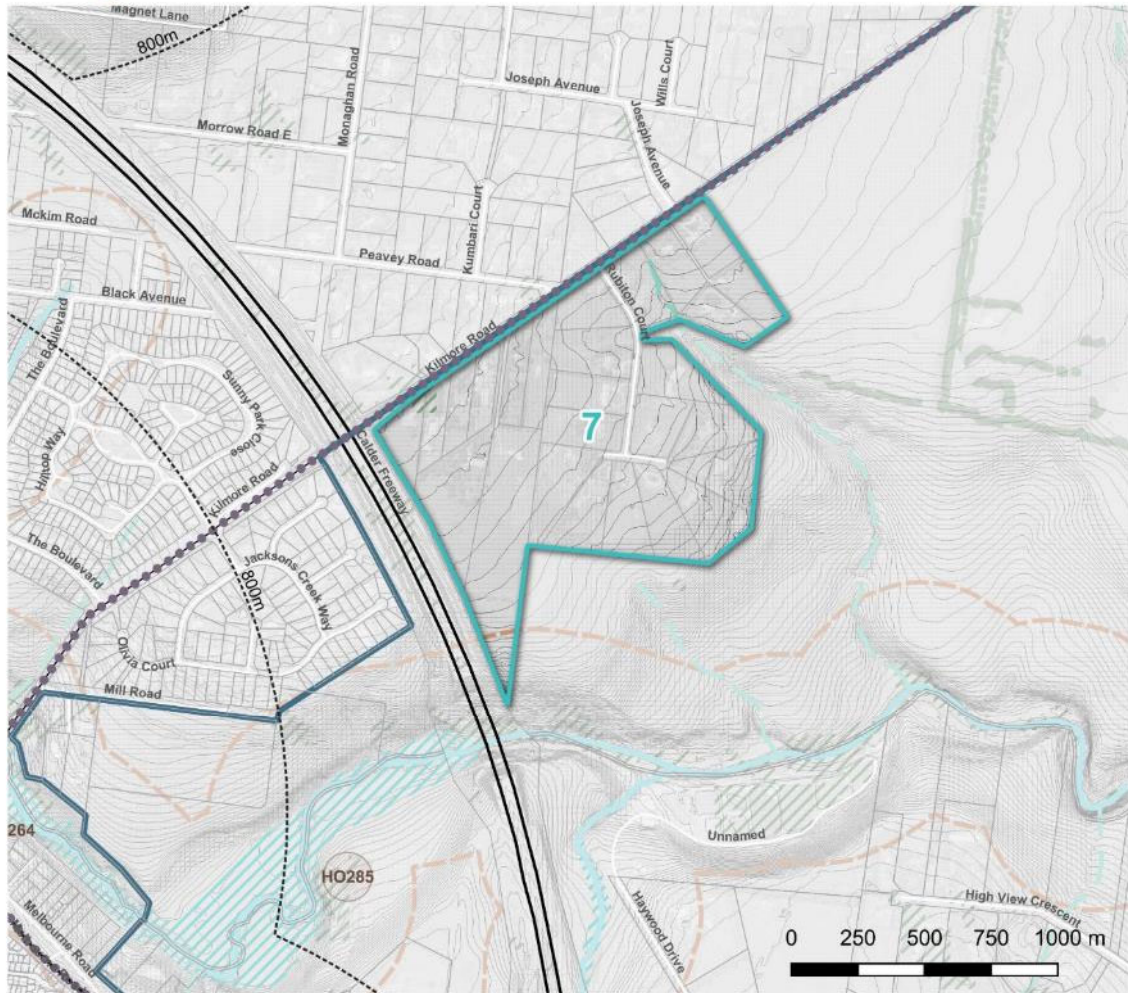 Magnet Lane
800m
Monaghan Road
Joseph Avenue
Wills Court
Morrow Road E
Joseph Avenue
Mckim Road
Kumbari Court
Peavey Road
Rubiton Court
Black Avenue
The Boulevard
Kilmore Road
Sunny Park Close
7
Hilltop Way
Calder Freeway
Kilmore Road
The Boulevard
Jacksons Creek Way
800m
Olivia Court
Mill Road
264
Unnamed
HO285
High View Crescent
Haywood Drive
Melbourne Road
0 250 500 750 1000 m